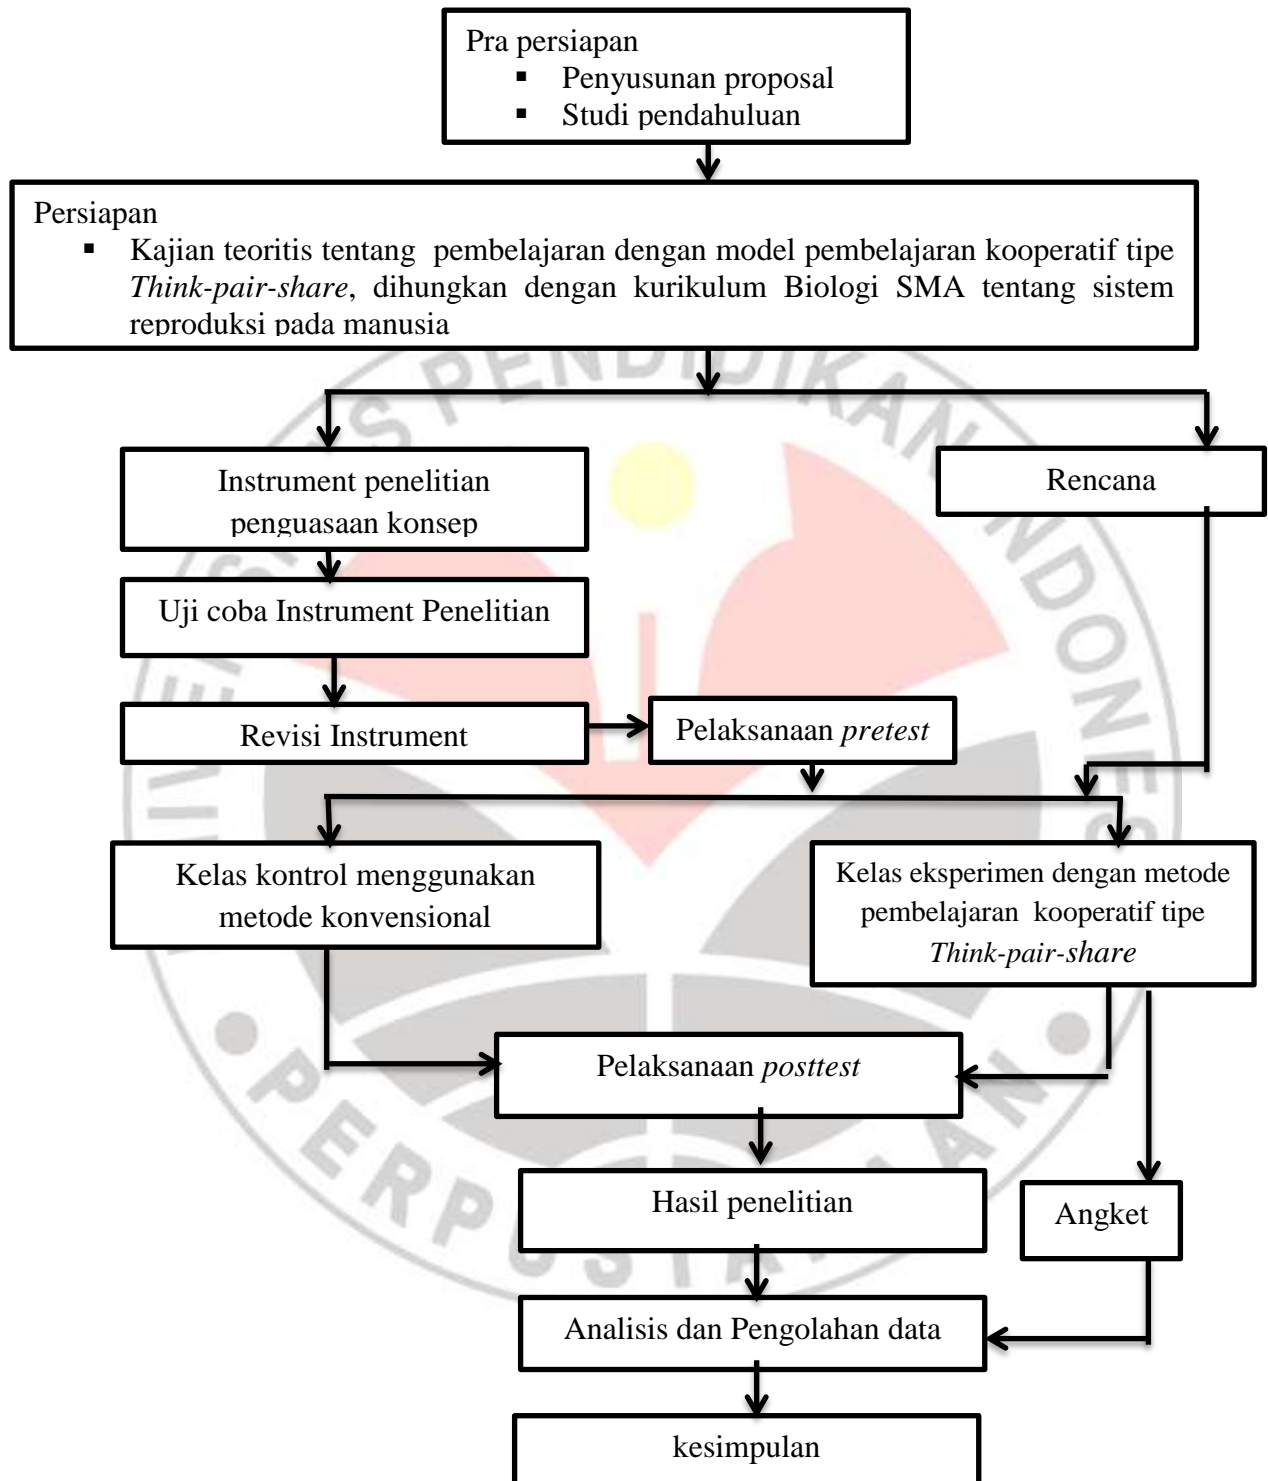 Pra persiapan
▪ Penyusunan proposal
▪ Studi pendahuluan
Persiapan
▪ Kajian teoritis tentang pembelajaran dengan model pembelajaran kooperatif tipe
Think-pair-share, dihungkan dengan kurikulum Biologi SMA tentang sistem
reproduksi pada manusia
Instrument penelitian
penguasaan konsep
Rencana
Uji coba Instrument Penelitian
Revisi Instrument
Pelaksanaan pretest
Kelas kontrol menggunakan
metode konvensional
Kelas eksperimen dengan metode
pembelajaran kooperatif tipe
Think-pair-share
Pelaksanaan posttest
Hasil penelitian
Angket
Analisis dan Pengolahan data
kesimpulan
PENDIDIKAN INDONES
PERPUSTAKAAN